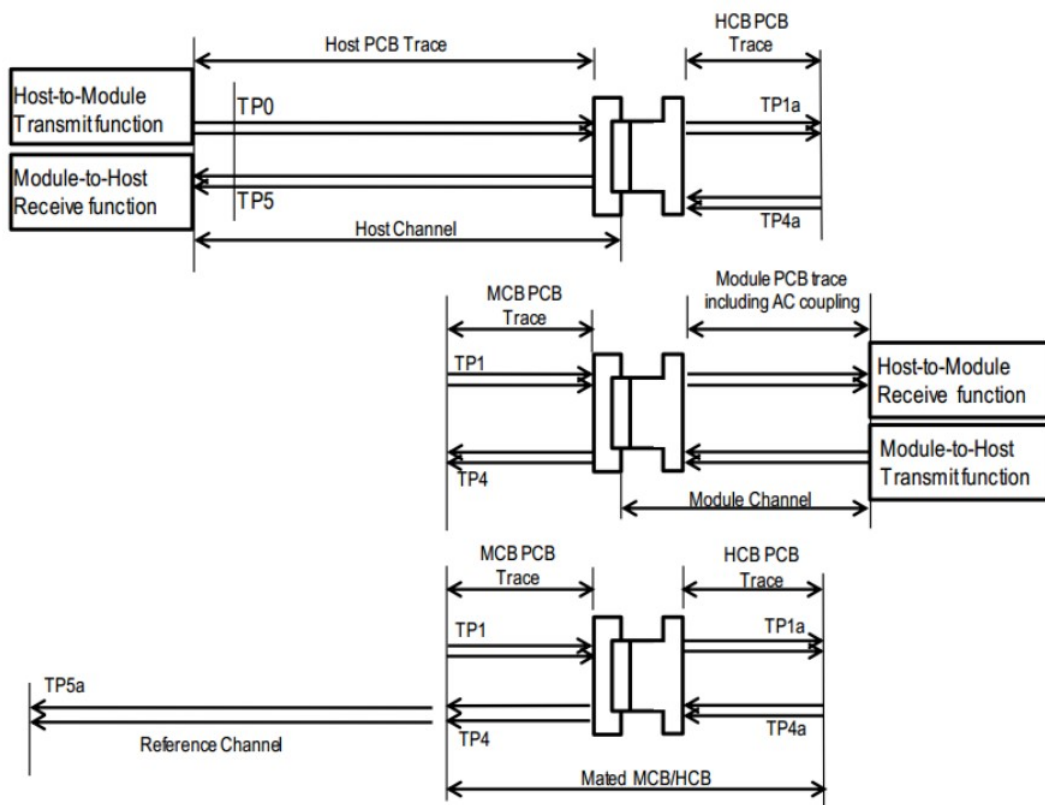 HCB PCB
Trace
Host PCB Trace
Host-to-Module
Transmit function
TP0
TP1a
Module-to-Host
Receive function
TP5
TP4a
Host Channel
MCB PCB
Trace
Module PCB trace
including AC coupling
TP1
Host-to-Module
Receive function
TP4
Module-to-Host
Transmit function
Module Channel
MCB PCB
Trace
HCB PCB
Trace
TP1
TP1a
TP5a
TP4
TP4a
Reference Channel
Mated MCB/HCB